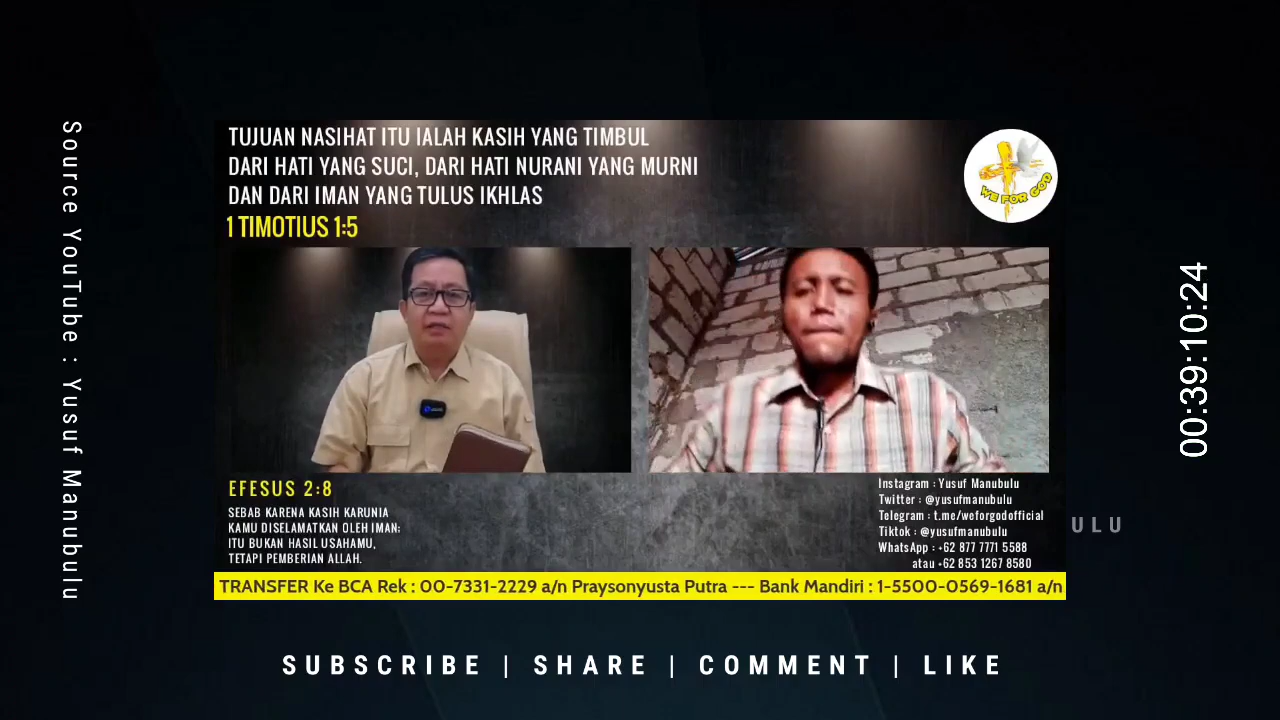 Source YouTube : Yusuf Manubulu
TUJUAN NASIHAT ITU IALAH KASIH YANG TIMBUL
DARI HATI YANG SUCI, DARI HATI NURANI YANG MURNI
DAN DARI IMAN YANG TULUS IKHLAS
1 TIMOTIUS 1:5
WE FOR GOD
00:39:10:24
EFESUS 2:8
SEBAB KARENA KASIH KARUNIA
KAMU DISELAMATKAN OLEH IMAN;
ITU BUKAN HASIL USAHAMU,
TETAPI PEMBERIAN ALLAH.
Instagram : Yusuf Manubulu
Twitter : @yusufmanubulu
Telegram : t.me/weforgodofficial
Tiktok : @yusufmanubulu
WhatsApp : +62 877 7771 5588
atau +62 853 1267 8580
ULU
TRANSFER Ke BCA Rek : 00-7331-2229 a/n Praysonyusta Putra --- Bank Mandiri : 1-5500-0569-1681 a/n
SUBSCRIBE | SHARE | COMMENT | LIKE